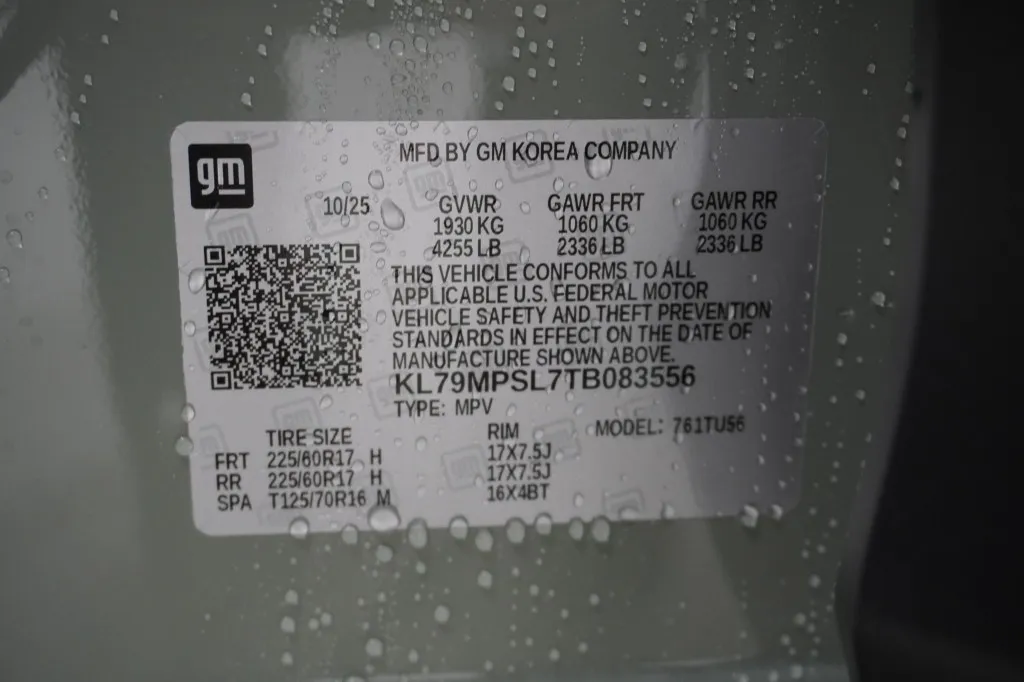 gm
MFD BY GM KOREA COMPANY
10/25 GVWR GAWR FRT GAWR RR
1930 KG 1060 KG 1060 KG
4255 LB 2336 LB 2336 LB
THIS VEHICLE CONFORMS TO ALL
APPLICABLE U.S. FEDERAL MOTOR
VEHICLE SAFETY AND THEFT PREVENTION
STANDARDS IN EFFECT ON THE DATE OF
MANUFACTURE SHOWN ABOVE.
KL79MPSL7TB083556
TYPE: MPV
TIRE SIZE RIM MODEL: 761TU56
FRT 225/60R17 H 17X7.5J
RR 225/60R17 H 17X7.5J
SPA T125/70R16 M 16X4BT